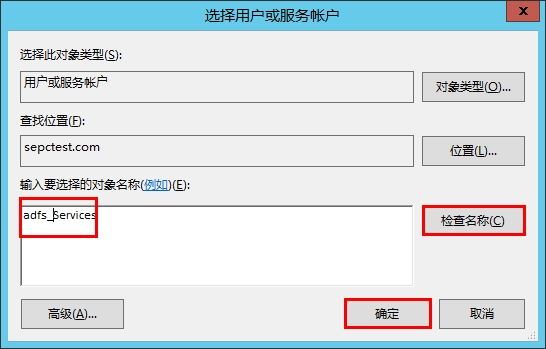 选择用户或服务帐户
x
选择此对象类型(S):
用户或服务帐户
对象类型(O)...
查找位置(F):
sepctest.com
位置(L)...
输入要选择的对象名称(例如)(E):
adfs_Services
检查名称(C)
高级(A)...
确定
取消